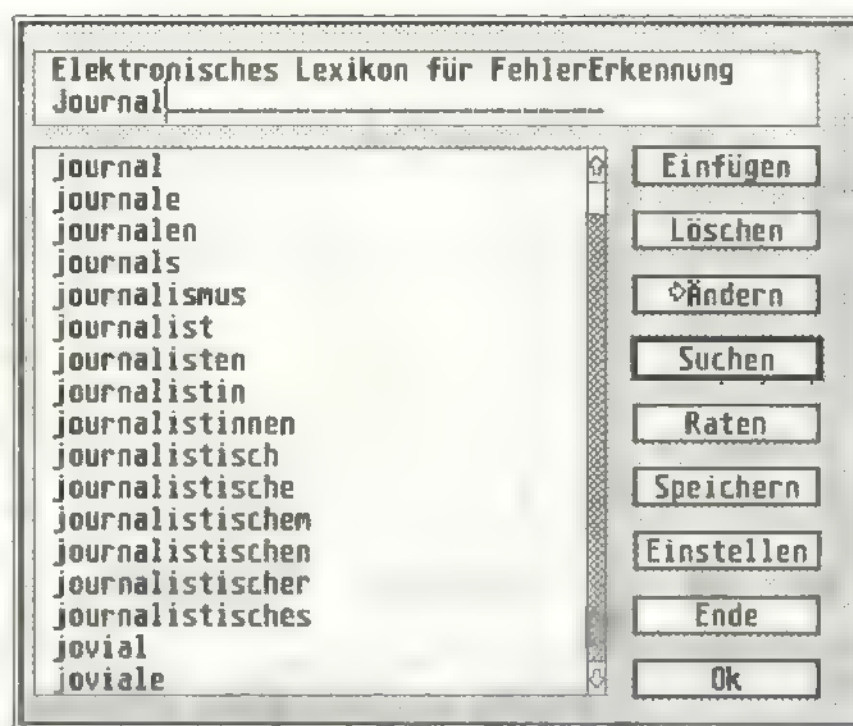 Elektronisches Lexikon für FehlerErkennung
Journal
journal
journale
journalen
journals
journalismus
journalist
journalisten
journalistin
journalistinnen
journalistisch
journalistische
journalistischem
journalistischen
journalistischer
journalistisches
jovial
joviale
Einfügen
Löschen
Ändern
Suchen
Raten
Speichern
Einstellen
Ende
Ok